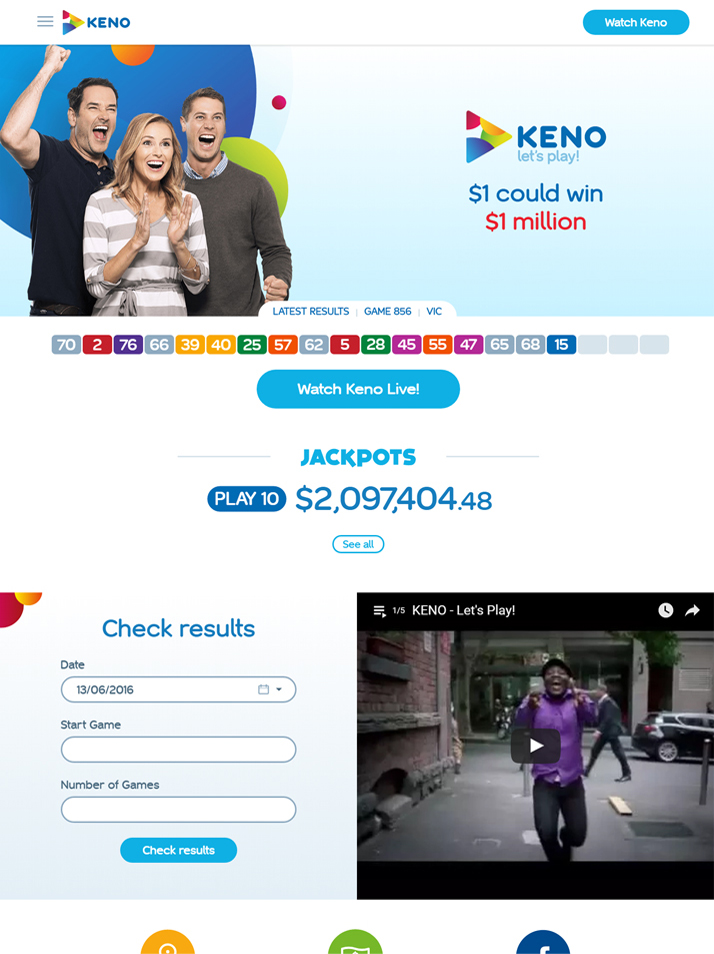 KENO
Watch Keno
KENO
let's play!
$1 could win
$1 million
LATEST RESULTS | GAME 856 | VIC
70 2 76 66 39 40 25 57 62 5 28 45 55 47 65 68 15
Watch Keno Live!
JACKPOTS
PLAY 10 $2,097,404.48
See all
Check results
Date
13/06/2016
Start Game
Number of Games
Check results
1/5 KENO - Let's Play!